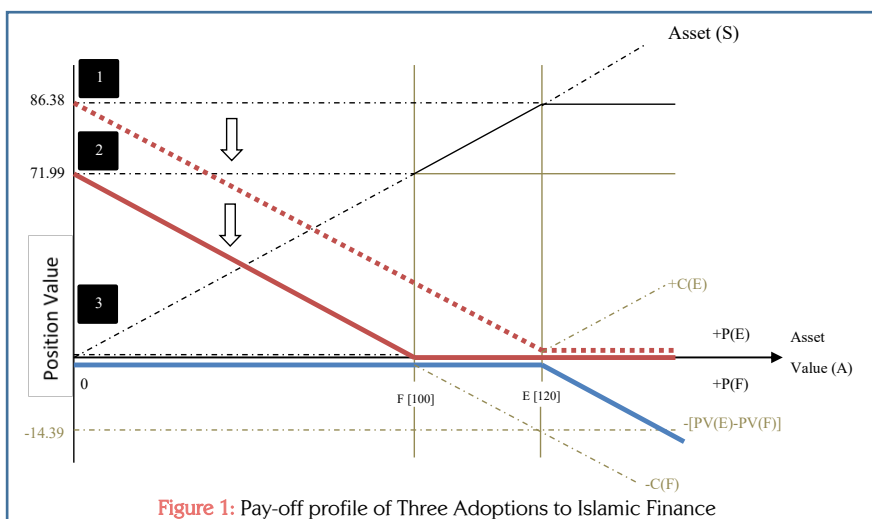 Asset (S)
1
86.38
2
71.99
Position Value
3
+C(E)
+P(E)
Asset
Value (A)
0
+P(F)
F [100]
E [120]
-14.39
-[PV(E)-PV(F)]
-C(F)
Figure 1: Pay-off profile of Three Adoptions to Islamic Finance